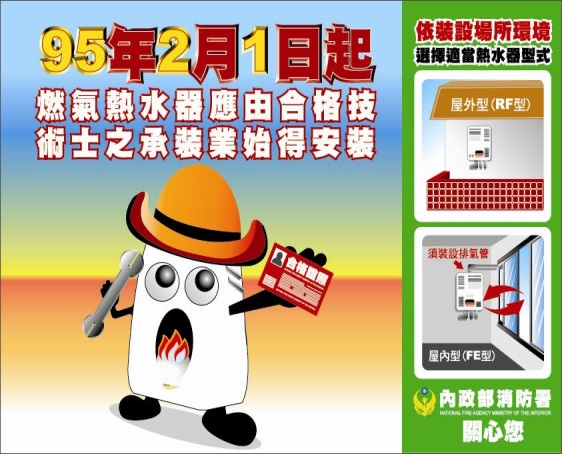 95年2月1日起
燃氣熱水器應由合格技
術士之承裝業始得安裝
合格證照
依裝設場所環境
選擇適當熱水器型式
屋外型(RF型)
須裝設排氣管
屋內型(FE型)
內政部消防署
NATIONAL FIRE AGENCY MINISTRY OF THE INTERIOR
關心您